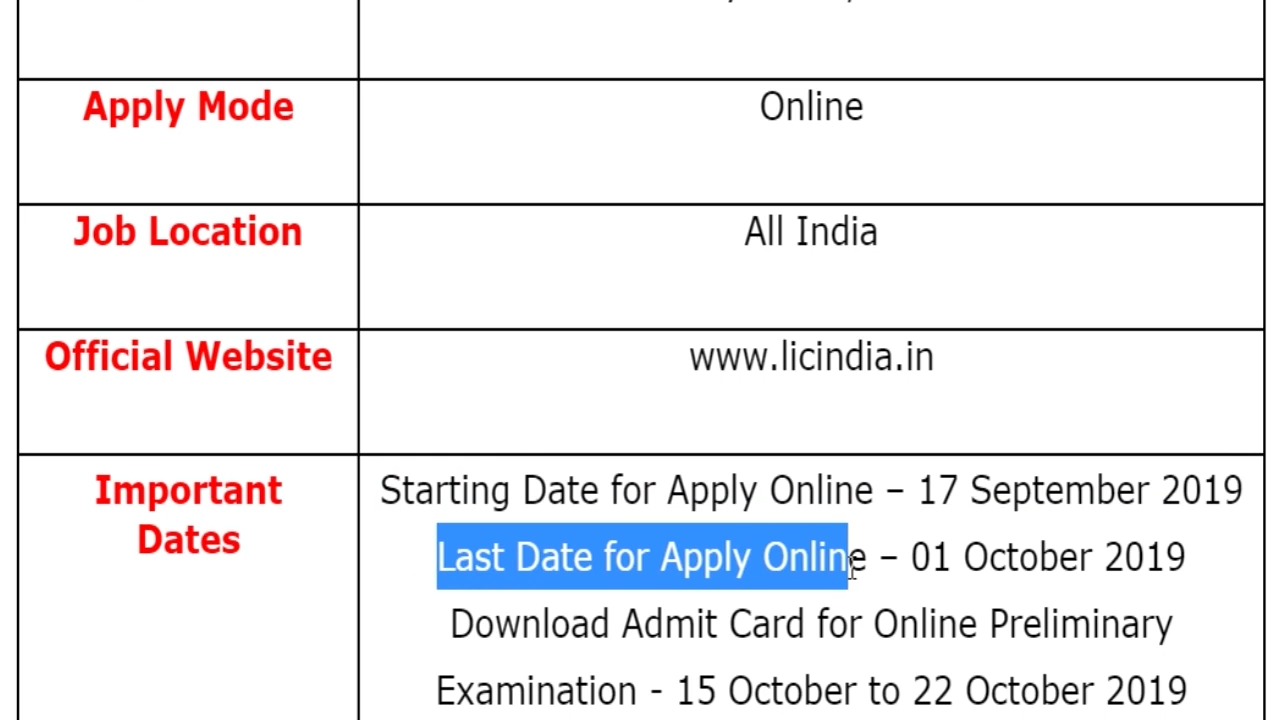 Apply Mode
Online
Job Location
All India
Official Website
www.licindia.in
Important
Dates
Starting Date for Apply Online – 17 September 2019
Last Date for Apply Online – 01 October 2019
Download Admit Card for Online Preliminary
Examination - 15 October to 22 October 2019